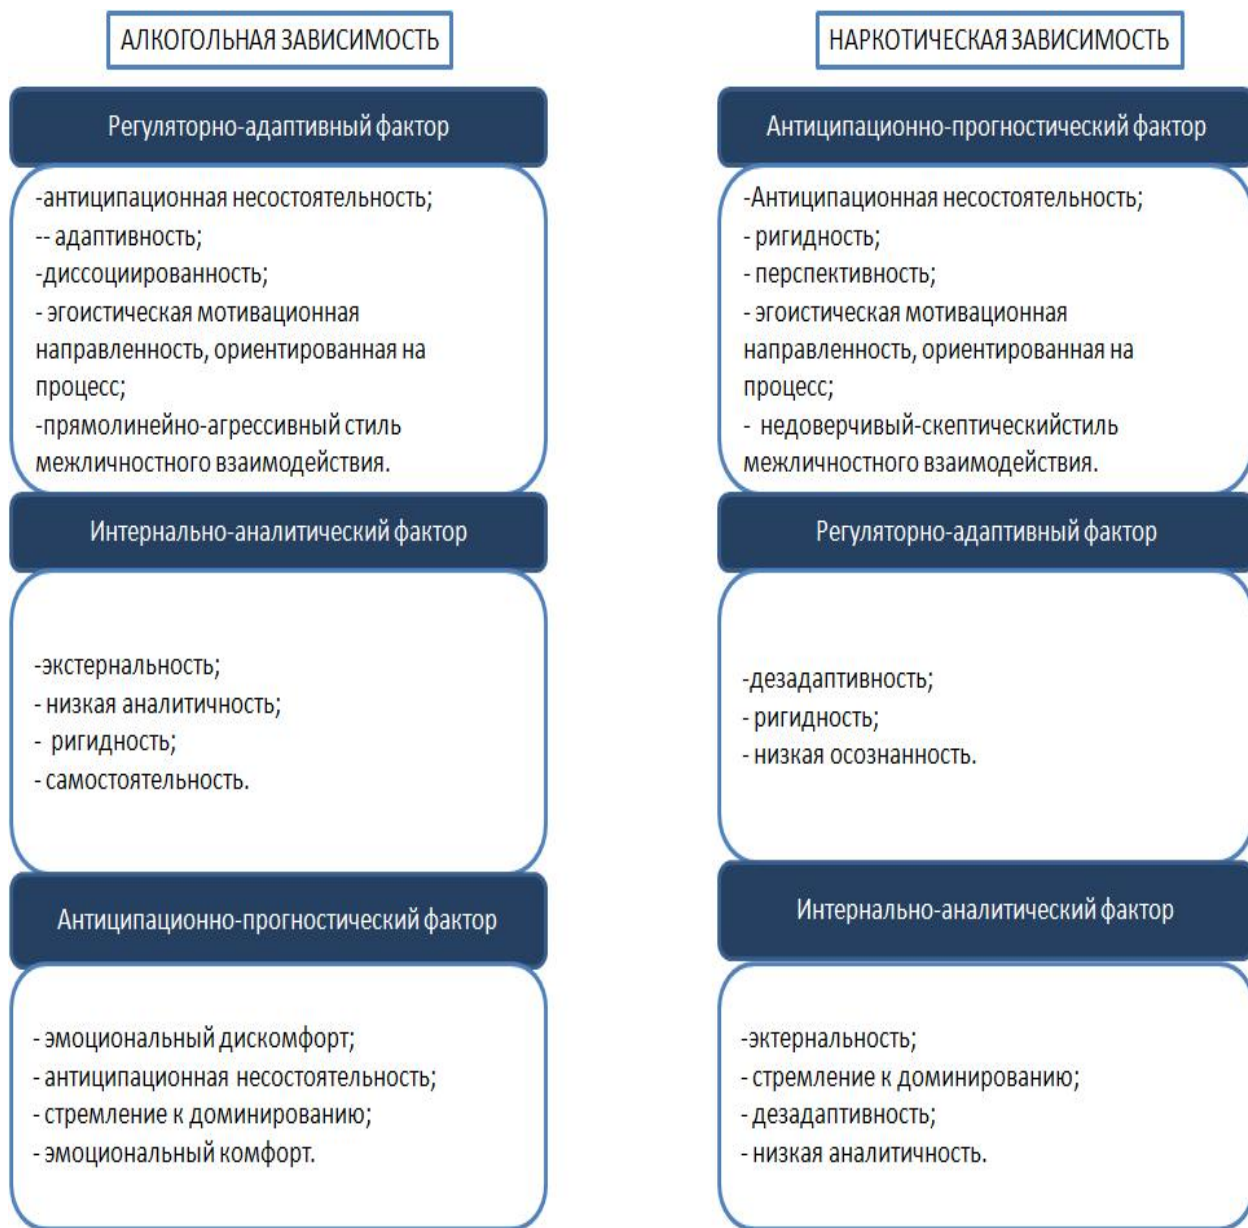 АЛКОГОЛЬНАЯ ЗАВИСИМОСТЬ
Регуляторно-адаптивный фактор
-антиципационная несостоятельность;
-- адаптивность;
-диссоциированность;
- эгоистическая мотивационная
направленность, ориентированная на
процесс;
-прямолинейно-агрессивный стиль
межличностного взаимодействия.
Интернально-аналитический фактор
-экстернальность;
- низкая аналитичность;
- ригидность;
- самостоятельность.
Антиципационно-прогностический фактор
- эмоциональный дискомфорт;
- антиципационная несостоятельность;
- стремление к доминированию;
- эмоциональный комфорт.
НАРКОТИЧЕСКАЯ ЗАВИСИМОСТЬ
Антиципационно-прогностический фактор
-Антиципационная несостоятельность;
- ригидность;
- перспективность;
- эгоистическая мотивационная
направленность, ориентированная на
процесс;
- недоверчивый-скептическийстиль
межличностного взаимодействия.
Регуляторно-адаптивный фактор
-дезадаптивность;
- ригидность;
- низкая осознанность.
Интернально-аналитический фактор
-эктернальность;
- стремление к доминированию;
- дезадаптивность;
- низкая аналитичность.